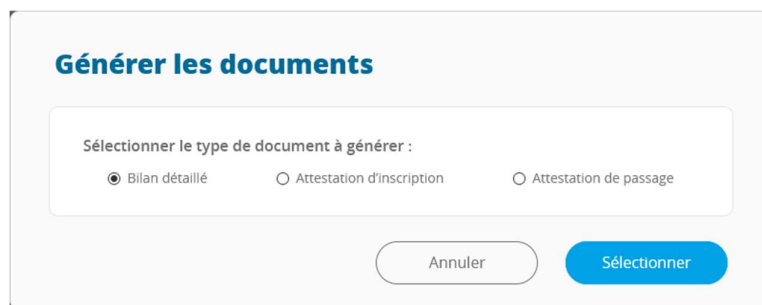 Générer les documents
Sélectionner le type de document à générer :
Bilan détaillé Attestation d'inscription Attestation de passage
Annuler Sélectionner